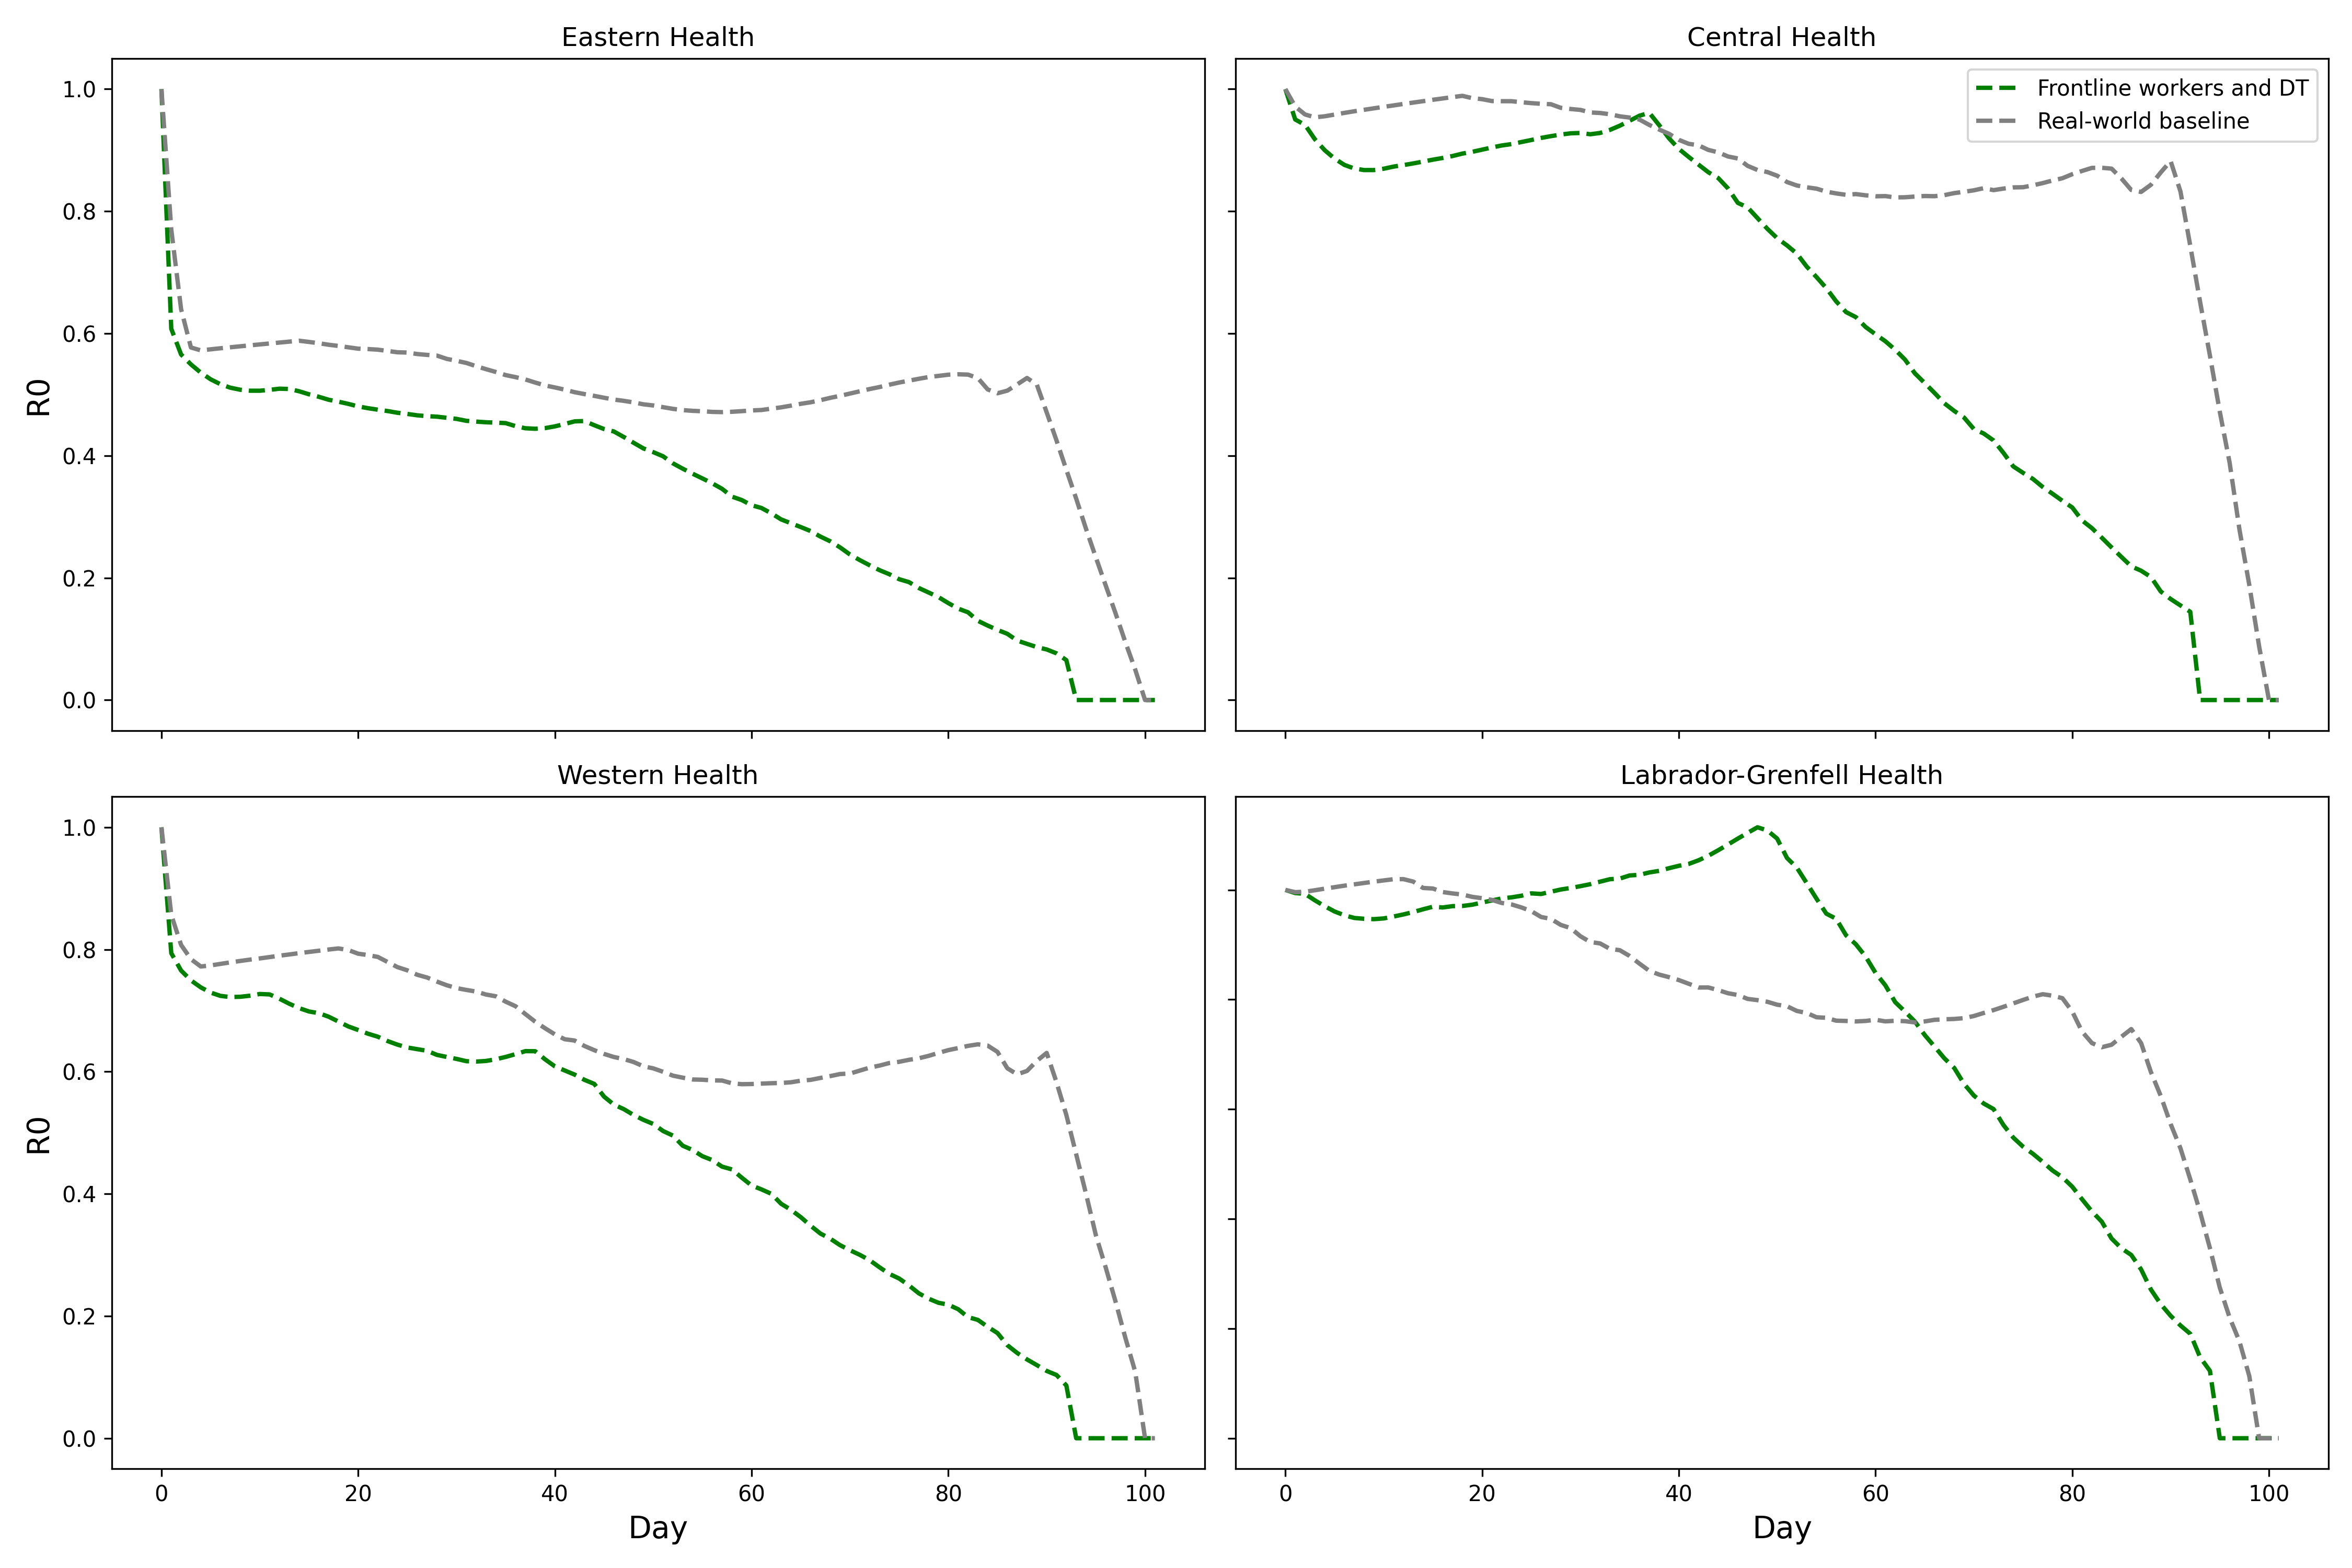 Eastern Health
Central Health
1.0
0.8
0.6
0.4
0.2
0.0
R0
Frontline workers and DT
Real-world baseline
Western Health
Labrador-Grenfell Health
1.0
0.8
0.6
0.4
0.2
0.0
R0
0 20 40 60 80 100
Day
0 20 40 60 80 100
Day